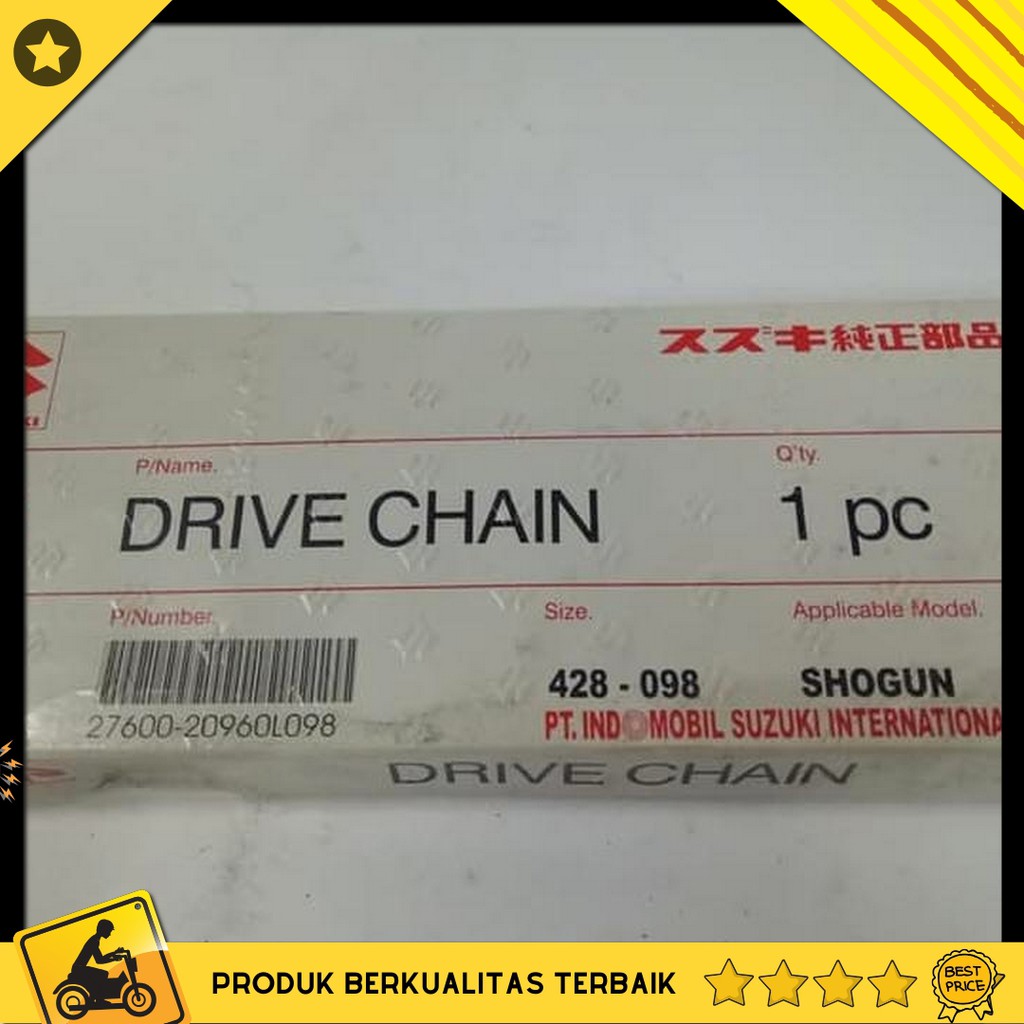 スズキ純正部品
P/Name.
Q'ty.
DRIVE CHAIN
1 pc
P/Number.
Size.
Applicable Model.
428 - 098
SHOGUN
27600-20960L098
PT. INDOMOBIL SUZUKI INTERNATIONA
DRIVE CHAIN
PRODUK BERKUALITAS TERBAIK
BEST
PRICE